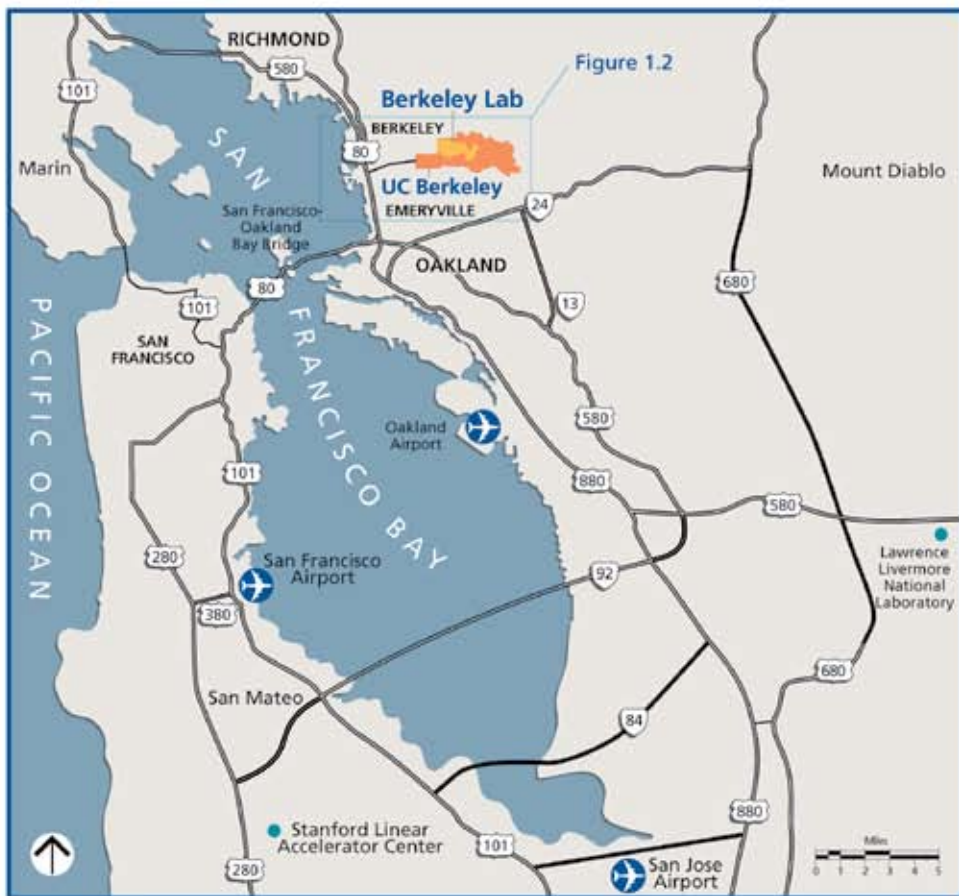 RICHMOND
580
Figure 1.2
101
Berkeley Lab
BERKELEY
80
Marin
SAN
UC Berkeley
EMERYVILLE
24
Mount Diablo
San Francisco-
Oakland
Bay Bridge
OAKLAND
80
680
13
101
FRANCISCO BAY
PACIFIC OCEAN
SAN
FRANCISCO
580
Oakland
Airport
101
880
580
280
San Francisco
Airport
92
Lawrence
Livermore
National
Laboratory
380
680
San Mateo
84
880
Stanford Linear
Accelerator Center
101
280
San Jose
Airport
Miles
0 1 2 3 4 5